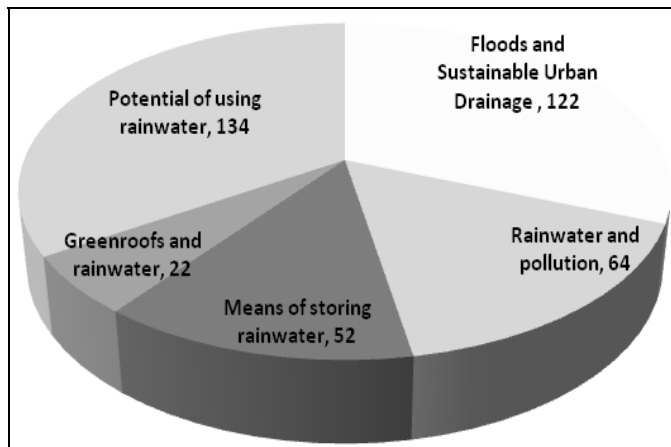 Floods and
Sustainable Urban
Drainage , 122
Rainwater and
pollution, 64
Means of storing
rainwater, 52
Greenroofs and
rainwater, 22
Potential of using
rainwater, 134